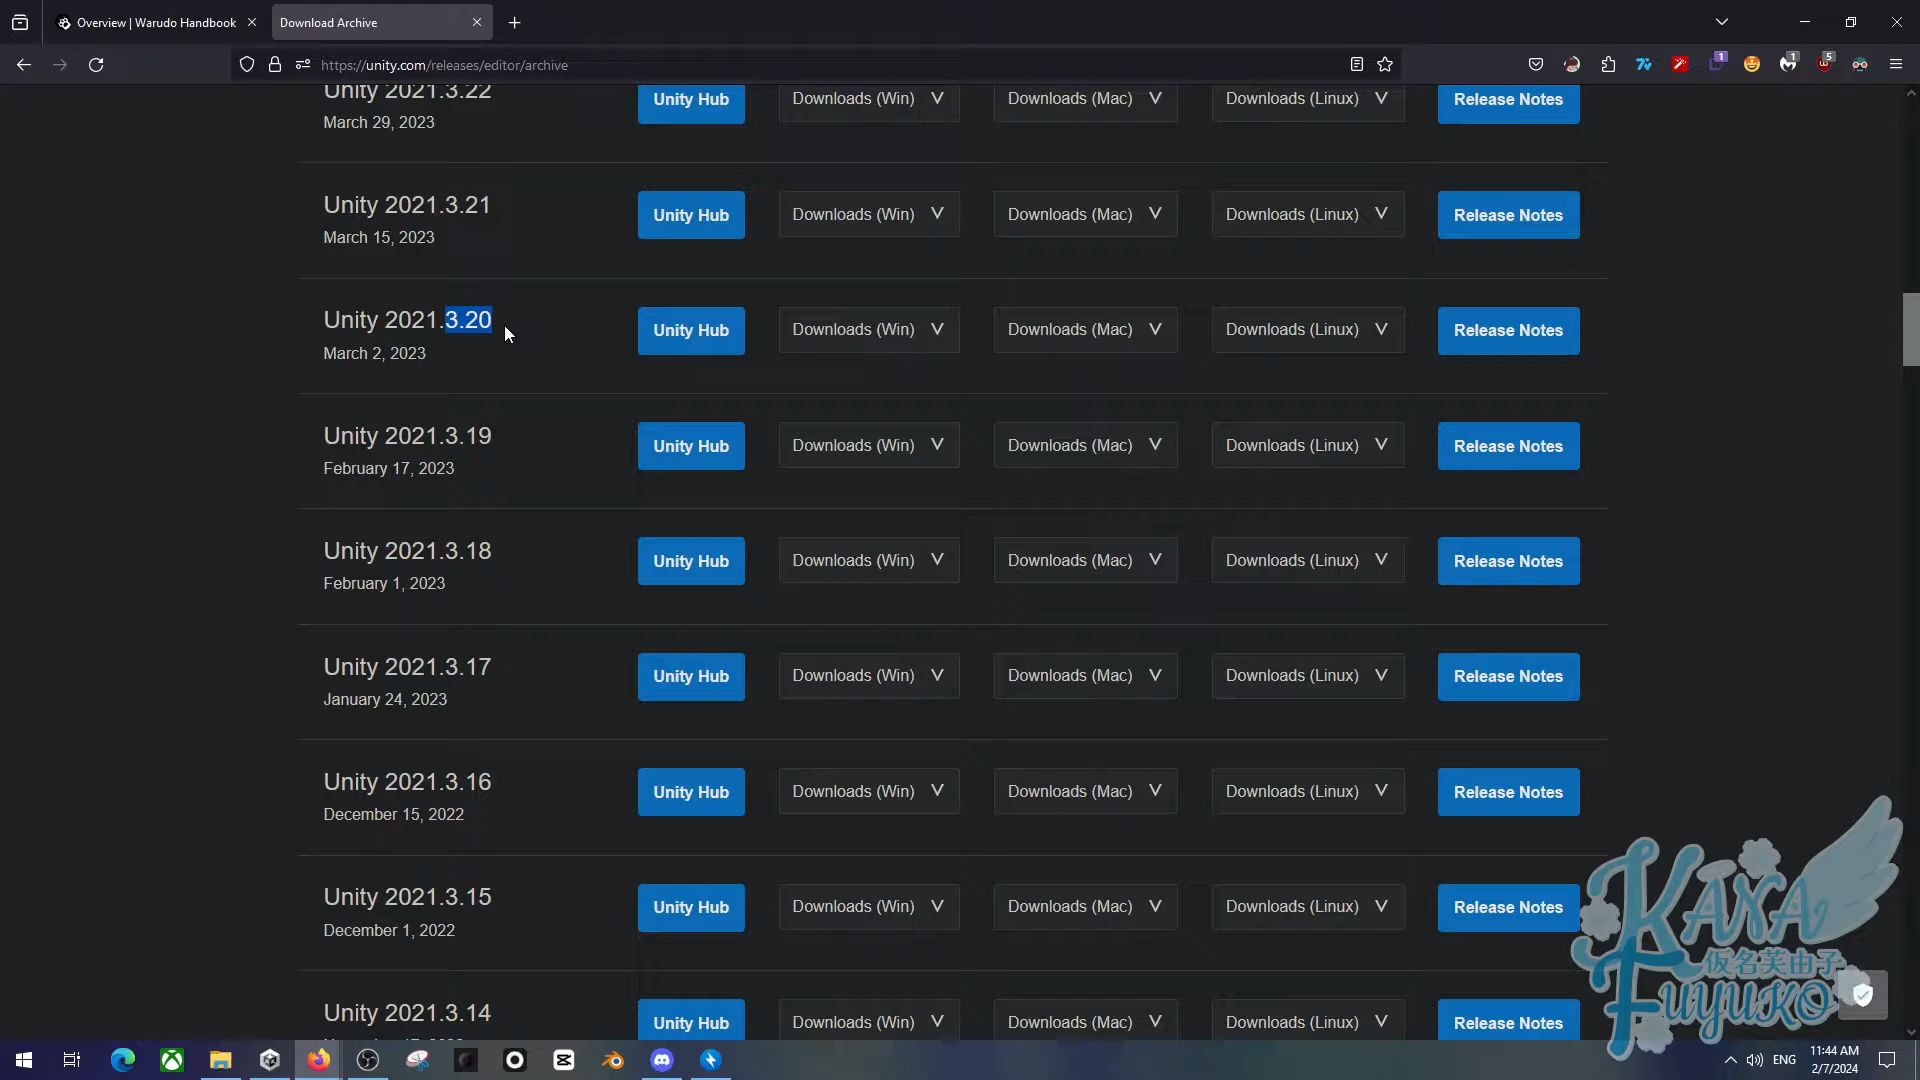 Overview | Warudo Handbook
Download Archive
https://unity.com/releases/editor/archive
1
1
5
Unity 2021.3.22
March 29, 2023
Unity Hub
Downloads (Win)
Downloads (Mac)
Downloads (Linux)
Release Notes
Unity 2021.3.21
March 15, 2023
Unity Hub
Downloads (Win)
Downloads (Mac)
Downloads (Linux)
Release Notes
Unity 2021.3.20
March 2, 2023
Unity Hub
Downloads (Win)
Downloads (Mac)
Downloads (Linux)
Release Notes
Unity 2021.3.19
February 17, 2023
Unity Hub
Downloads (Win)
Downloads (Mac)
Downloads (Linux)
Release Notes
Unity 2021.3.18
February 1, 2023
Unity Hub
Downloads (Win)
Downloads (Mac)
Downloads (Linux)
Release Notes
Unity 2021.3.17
January 24, 2023
Unity Hub
Downloads (Win)
Downloads (Mac)
Downloads (Linux)
Release Notes
Unity 2021.3.16
December 15, 2022
Unity Hub
Downloads (Win)
Downloads (Mac)
Downloads (Linux)
Release Notes
Unity 2021.3.15
December 1, 2022
Unity Hub
Downloads (Win)
Downloads (Mac)
Downloads (Linux)
Release Notes
Unity 2021.3.14
Unity Hub
Downloads (Win)
Downloads (Mac)
Downloads (Linux)
Release Notes
KANA
仮名芙由子
FUYUKO
ENG
11:44 AM
2/7/2024